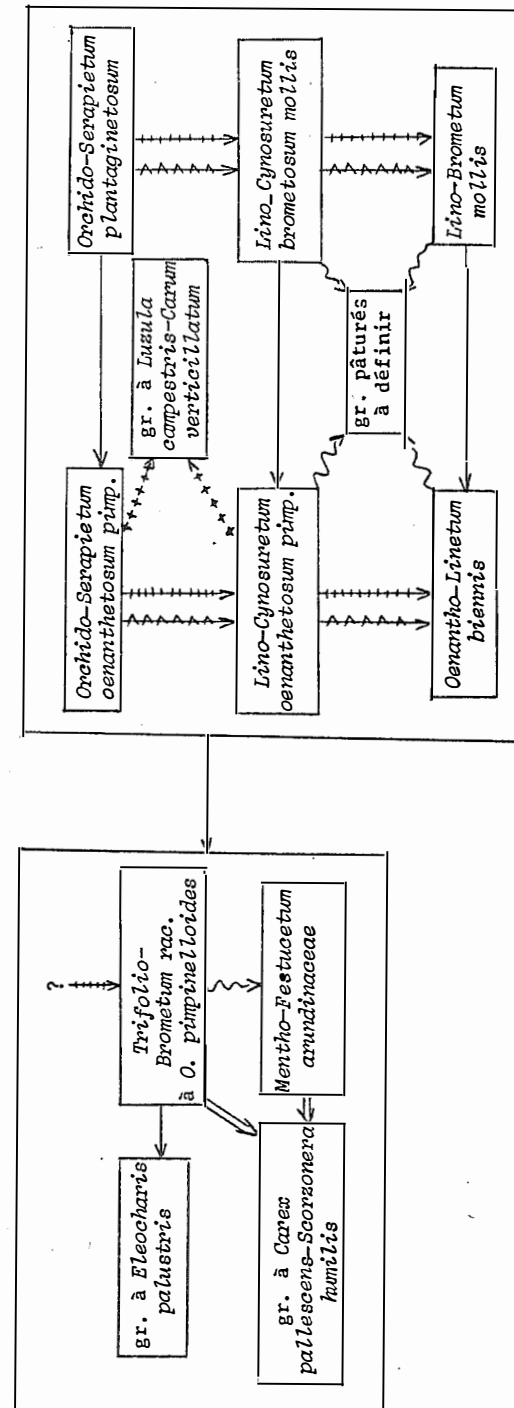 gr. à Eleocharis
palustris
gr. à Carex
pallescens-Scorzonera
humilis
?
Trifolio-
Brometum rac.
à O. pimpinelloides
Mentho-Festucetum
arundinaceae
Orchido-Serapietum
oenanthetosum pimp.
Lino-Cynosuretum
oenanthetosum pimp.
Oenantho-Linetum
biennis
gr. à Luzula
campestris-Carum
verticillatum
gr. pâturés
à définir
Orchido-Serapietum
plantaginetosum
Lino-Cynosuretum
brometosum mollis
Lino-Brometum
mollis